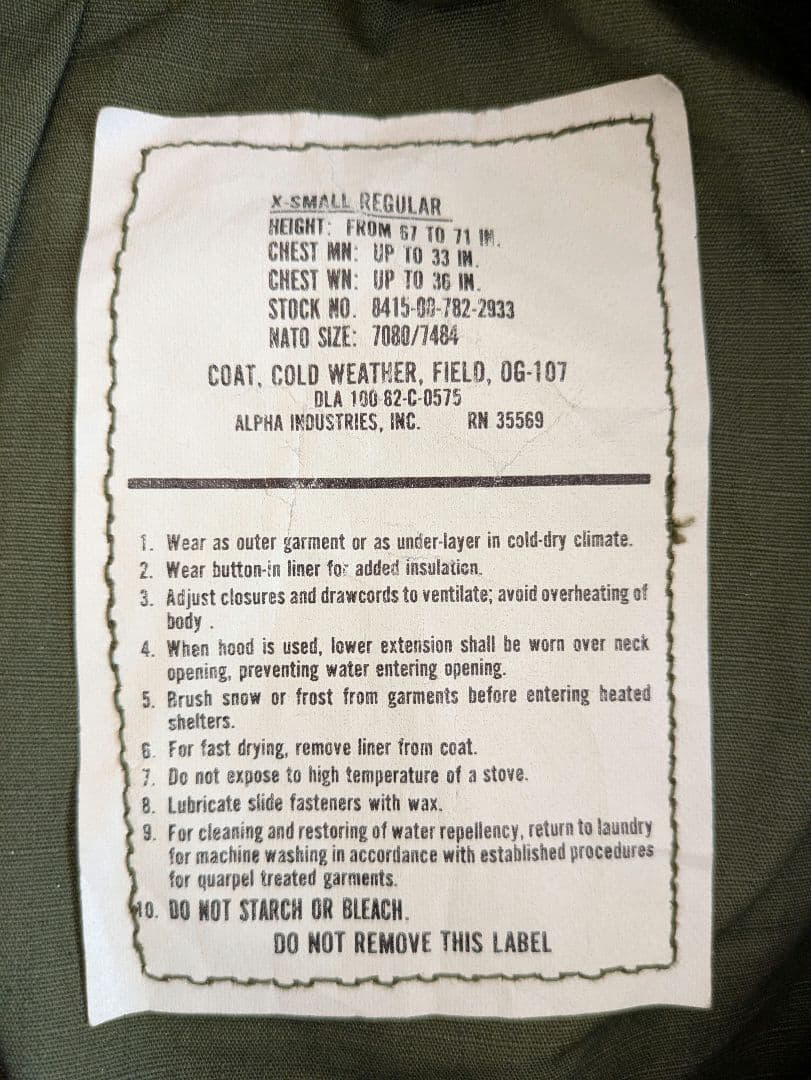 X-SMALL REGULAR
HEIGHT: FROM 67 TO 71 IN.
CHEST MN: UP TO 33 IN.
CHEST WN: UP TO 36 IN.
STOCK NO. 8415-00-782-2933
NATO SIZE: 7080/7484
COAT, COLD WEATHER, FIELD, OG-107
DLA 100-82-C-0575
ALPHA INDUSTRIES, INC. RN 35569
1. Wear as outer garment or as under-layer in cold-dry climate.
2. Wear button-in liner for added insulation.
3. Adjust closures and drawcords to ventilate; avoid overheating of
body .
4. When hood is used, lower extension shall be worn over neck
opening, preventing water entering opening.
5. Brush snow or frost from garments before entering heated
shelters.
6. For fast drying, remove liner from coat.
7. Do not expose to high temperature of a stove.
8. Lubricate slide fasteners with wax.
9. For cleaning and restoring of water repellency, return to laundry
for machine washing in accordance with established procedures
for quarpel treated garments.
10. DO NOT STARCH OR BLEACH.
DO NOT REMOVE THIS LABEL